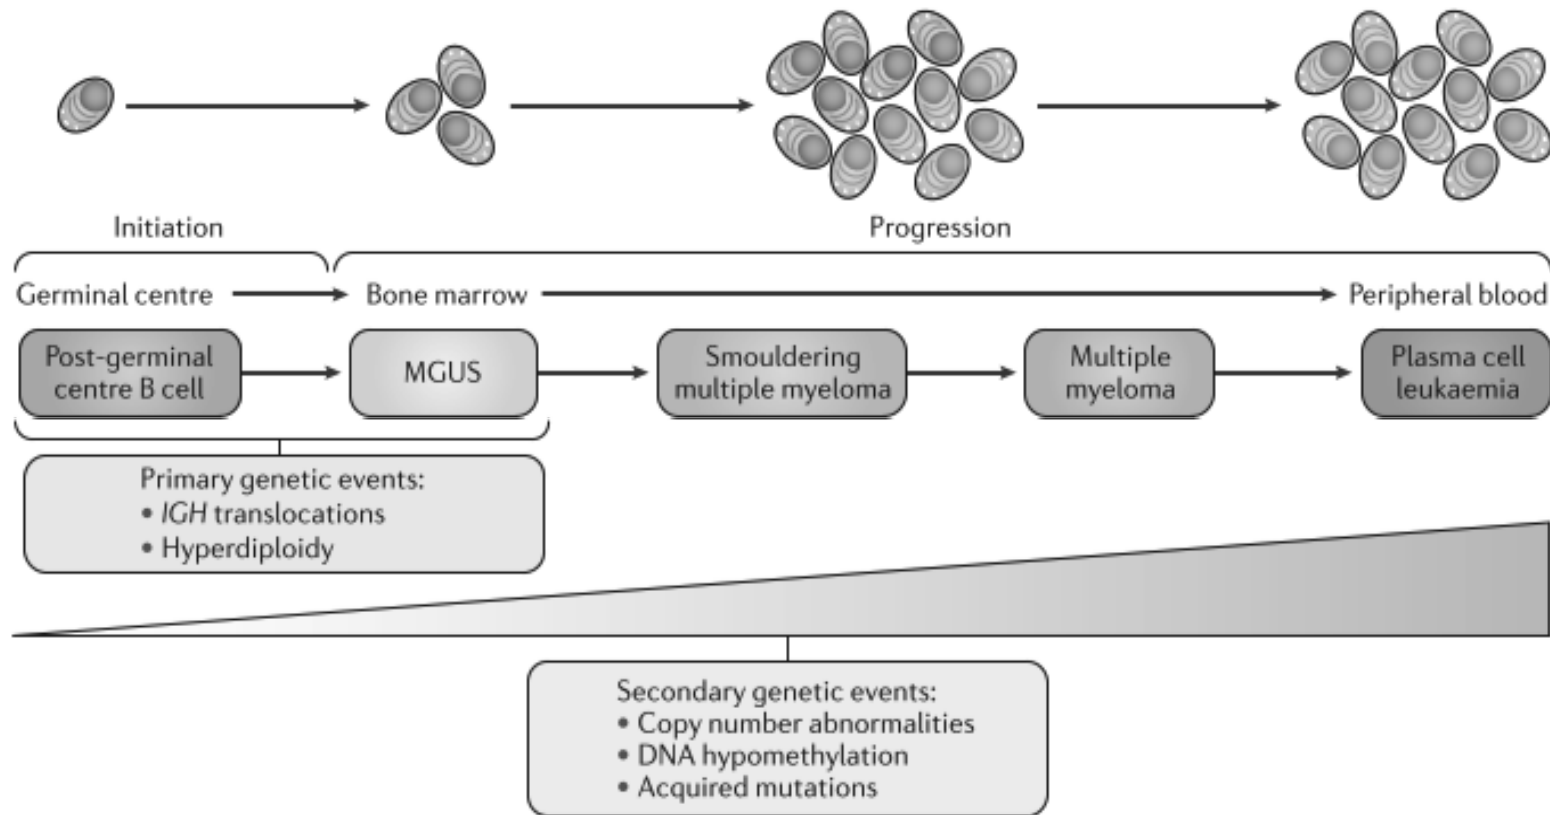 Initiation
Progression
Germinal centre
Bone marrow
Peripheral blood
Post-germinal
centre B cell
MGUS
Smouldering
multiple myeloma
Multiple
myeloma
Plasma cell
leukaemia
Primary genetic events:
• IGH translocations
• Hyperdiploidy
Secondary genetic events:
• Copy number abnormalities
• DNA hypomethylation
• Acquired mutations